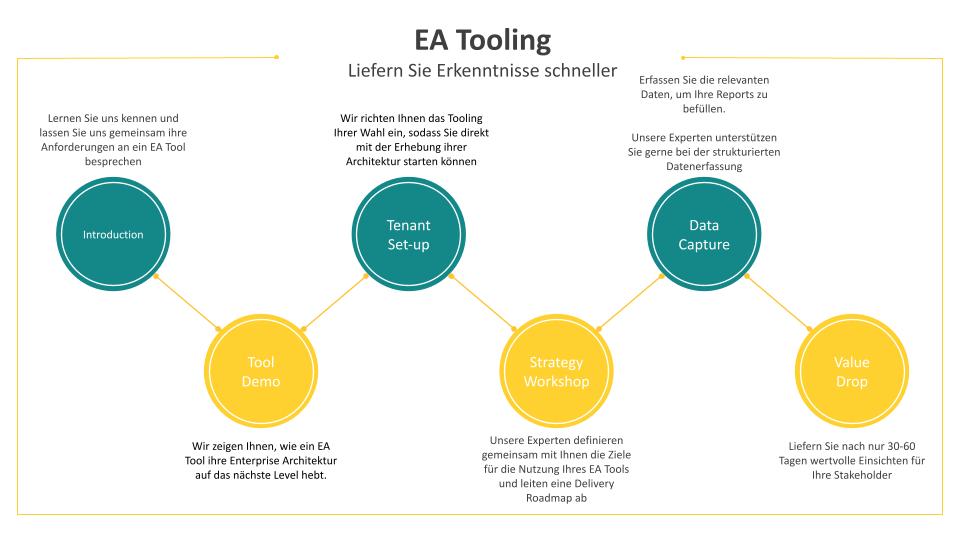 EA Tooling
Liefern Sie Erkenntnisse schneller
Lernen Sie uns kennen und
lassen Sie uns gemeinsam ihre
Anforderungen an ein EA Tool
besprechen
Introduction
Tool
Demo
Wir zeigen Ihnen, wie ein EA
Tool ihre Enterprise Architektur
auf das nächste Level hebt.
Wir richten Ihnen das Tooling
Ihrer Wahl ein, sodass Sie direkt
mit der Erhebung ihrer
Architektur starten können
Tenant
Set-up
Strategy
Workshop
Unsere Experten definieren
gemeinsam mit Ihnen die Ziele
für die Nutzung Ihres EA Tools
und leiten eine Delivery
Roadmap ab
Erfassen Sie die relevanten
Daten, um Ihre Reports zu
befüllen.
Unsere Experten unterstützen
Sie gerne bei der strukturierten
Datenerfassung
Data
Capture
Value
Drop
Liefern Sie nach nur 30-60
Tagen wertvolle Einsichten für
Ihre Stakeholder